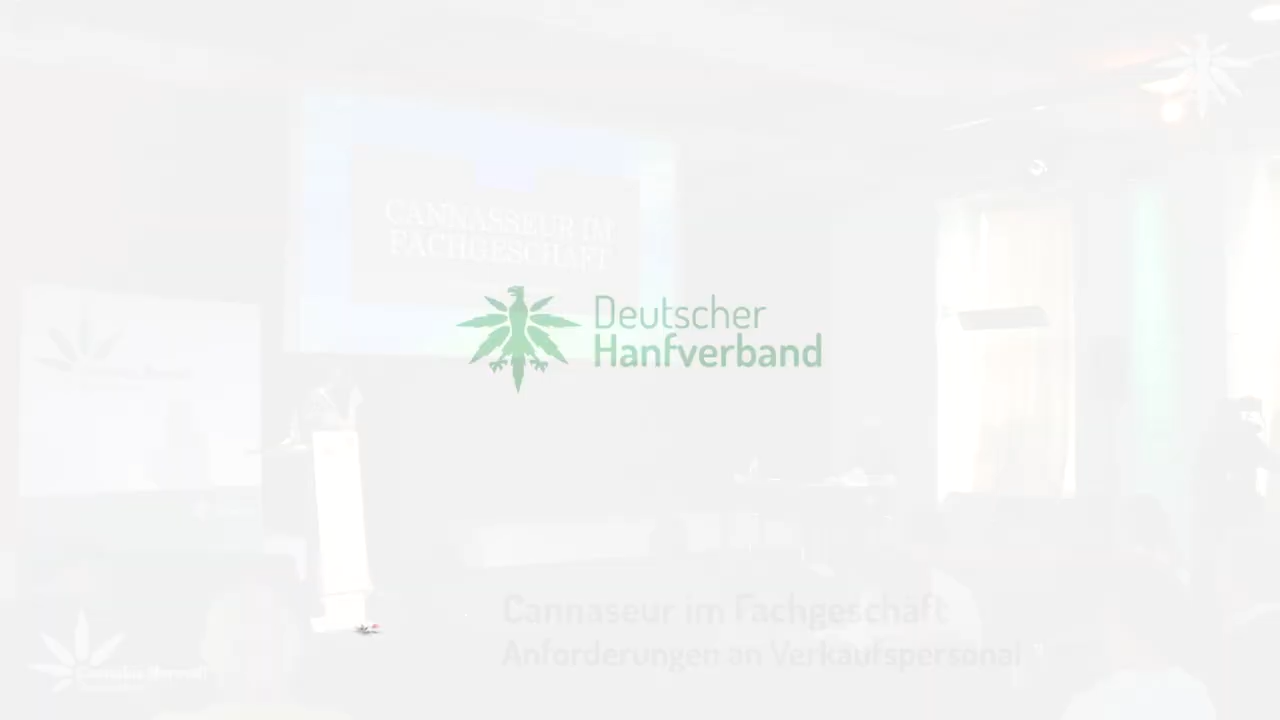 CANNASSEUR IM
FACHGESCHÄFT
Deutscher
Hanfverband
Cannaseur im Fachgeschäft
Anforderungen an Verkaufspersonal